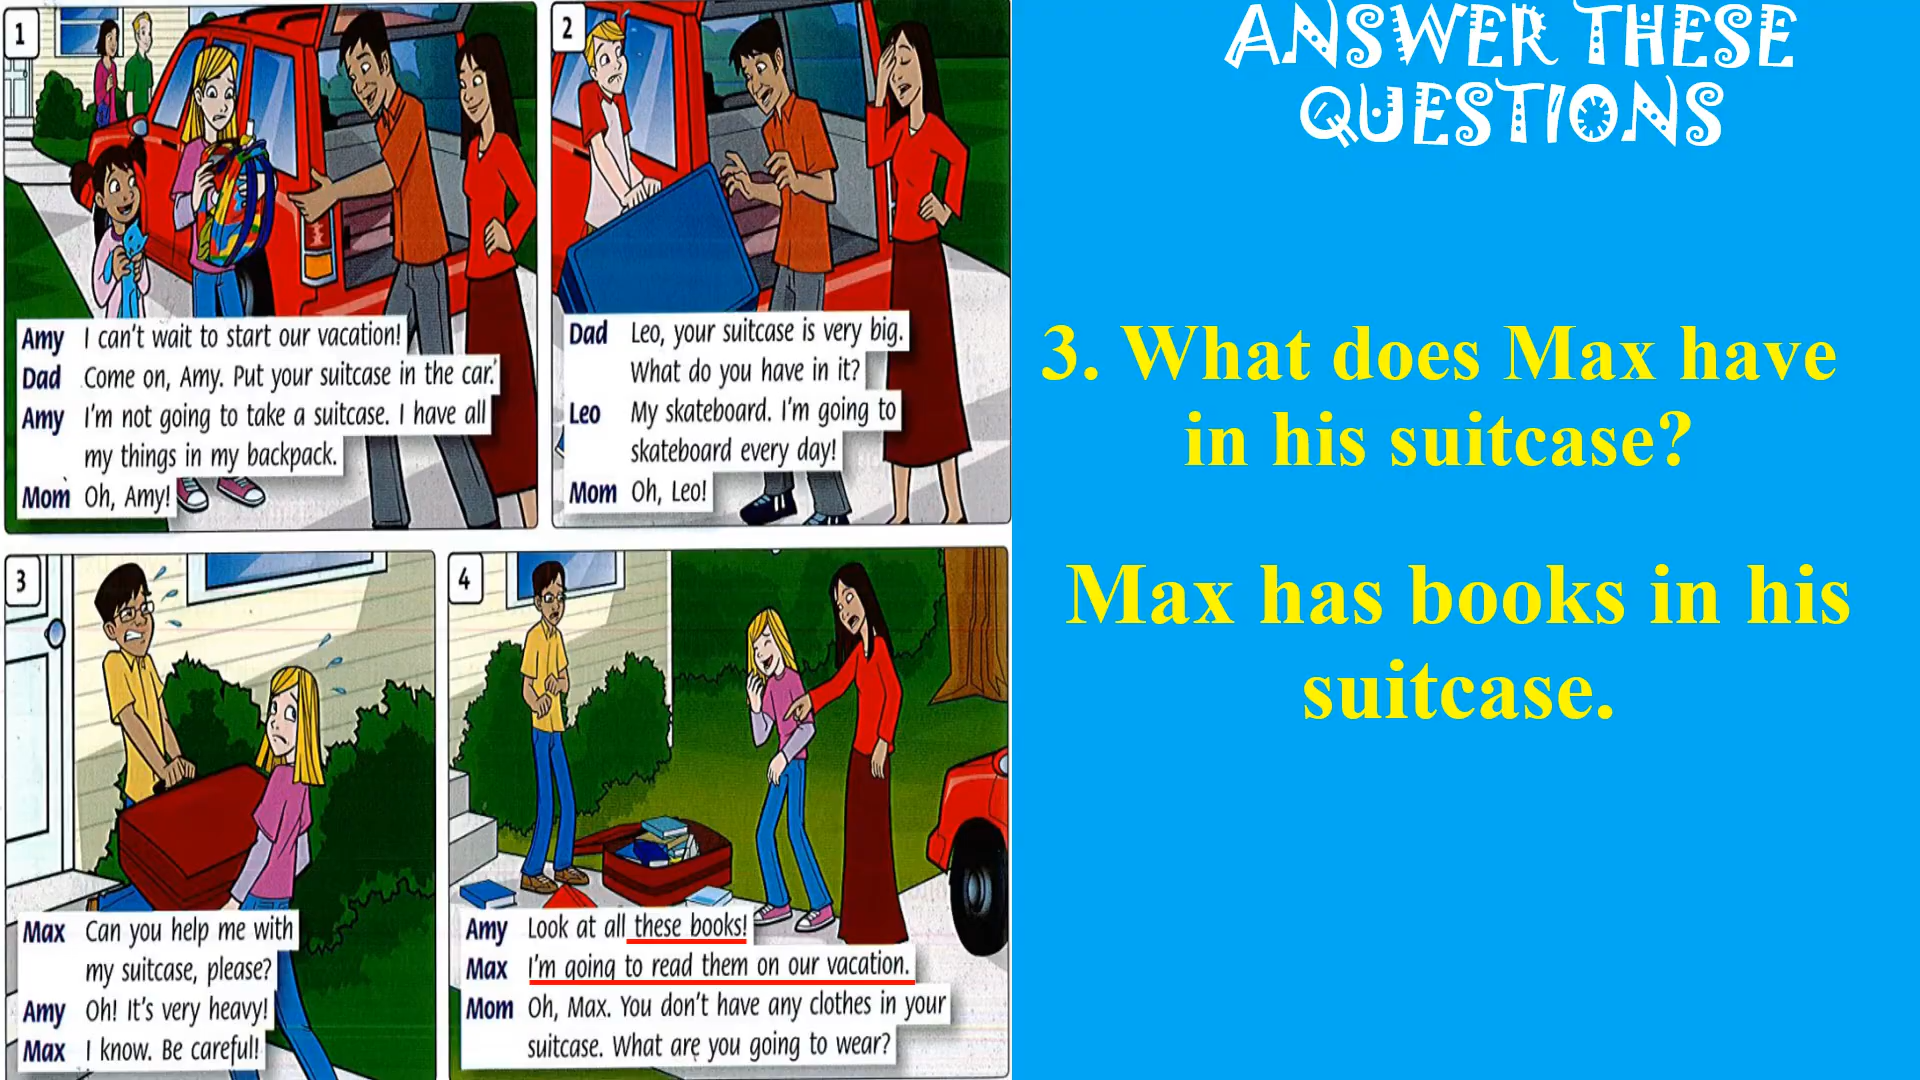 1
Amy I can't wait to start our vacation!
Dad Come on, Amy. Put your suitcase in the car.
Amy I'm not going to take a suitcase. I have all
my things in my backpack.
Mom Oh, Amy!
2
Dad Leo, your suitcase is very big.
What do you have in it?
Leo My skateboard. I'm going to
skateboard every day!
Mom Oh, Leo!
3
Max Can you help me with
my suitcase, please?
Amy Oh! It's very heavy!
Max I know. Be careful!
4
Amy Look at all these books!
Max I'm going to read them on our vacation.
Mom Oh, Max. You don't have any clothes in your
suitcase. What are you going to wear?
ANSWER THESE
QUESTIONS
3. What does Max have
in his suitcase?
Max has books in his
suitcase.